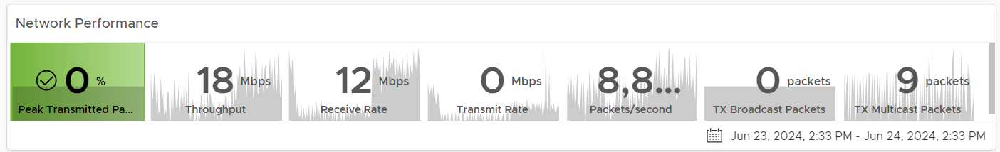 Network Performance
0 %
Peak Transmitted Pa...
18 Mbps
Throughput
12 Mbps
Receive Rate
0 Mbps
Transmit Rate
8,8...
Packets/second
0 packets
TX Broadcast Packets
9 packets
TX Multicast Packets
Jun 23, 2024, 2:33 PM - Jun 24, 2024, 2:33 PM